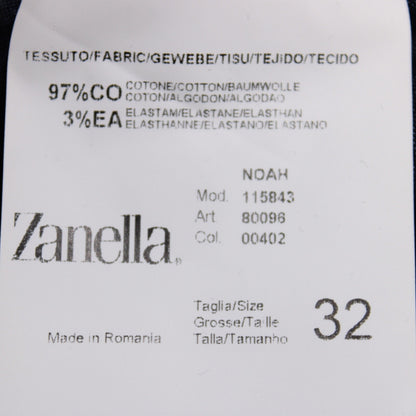 TESSUTO/FABRIC/GEWEBE/TISU/TEJIDO/TECIDO
97%CO COTONE/COTTON/BAUMWOLLE
COTON/ALGODON/ALGODAO
3%EA ELASTAM/ELASTANE/ELASTHAN
ELASTHANNE/ELASTANO/ELASTANO
NOAH
Mod. 115843
Art. 80096
Col. 00402
Zanella
Taglia/Size
Grosse/Taille
Talla/Tamanho
32
Made in Romania